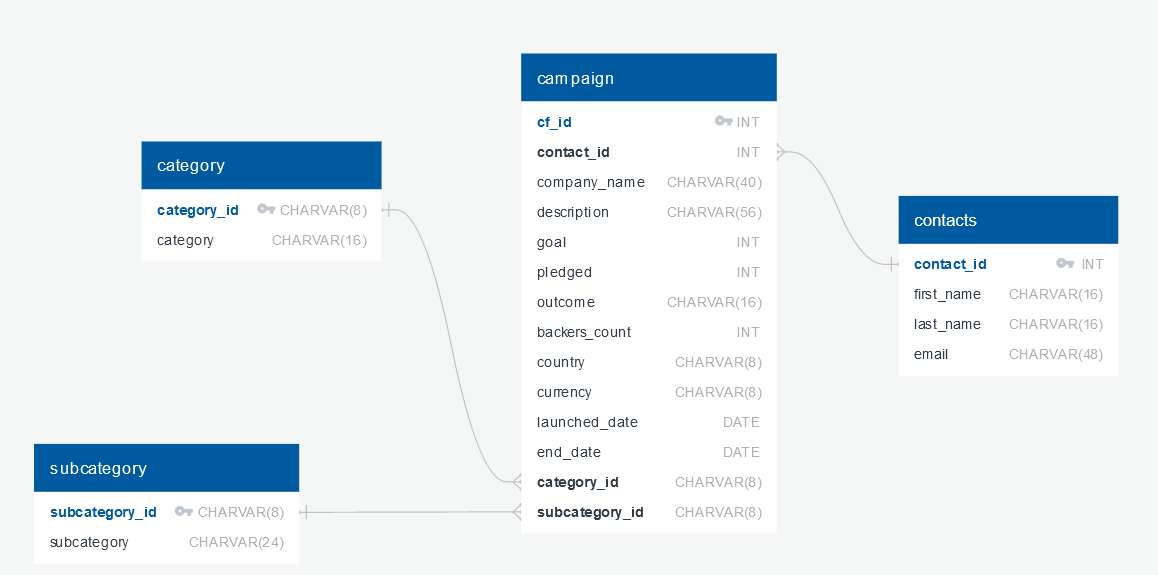 campaign
cf_id INT
contact_id INT
company_name CHARVAR(40)
description CHARVAR(56)
goal INT
pledged INT
outcome CHARVAR(16)
backers_count INT
country CHARVAR(8)
currency CHARVAR(8)
launched_date DATE
end_date DATE
category_id CHARVAR(8)
subcategory_id CHARVAR(8)
category
category_id CHARVAR(8)
category CHARVAR(16)
contacts
contact_id INT
first_name CHARVAR(16)
last_name CHARVAR(16)
email CHARVAR(48)
subcategory
subcategory_id CHARVAR(8)
subcategory CHARVAR(24)